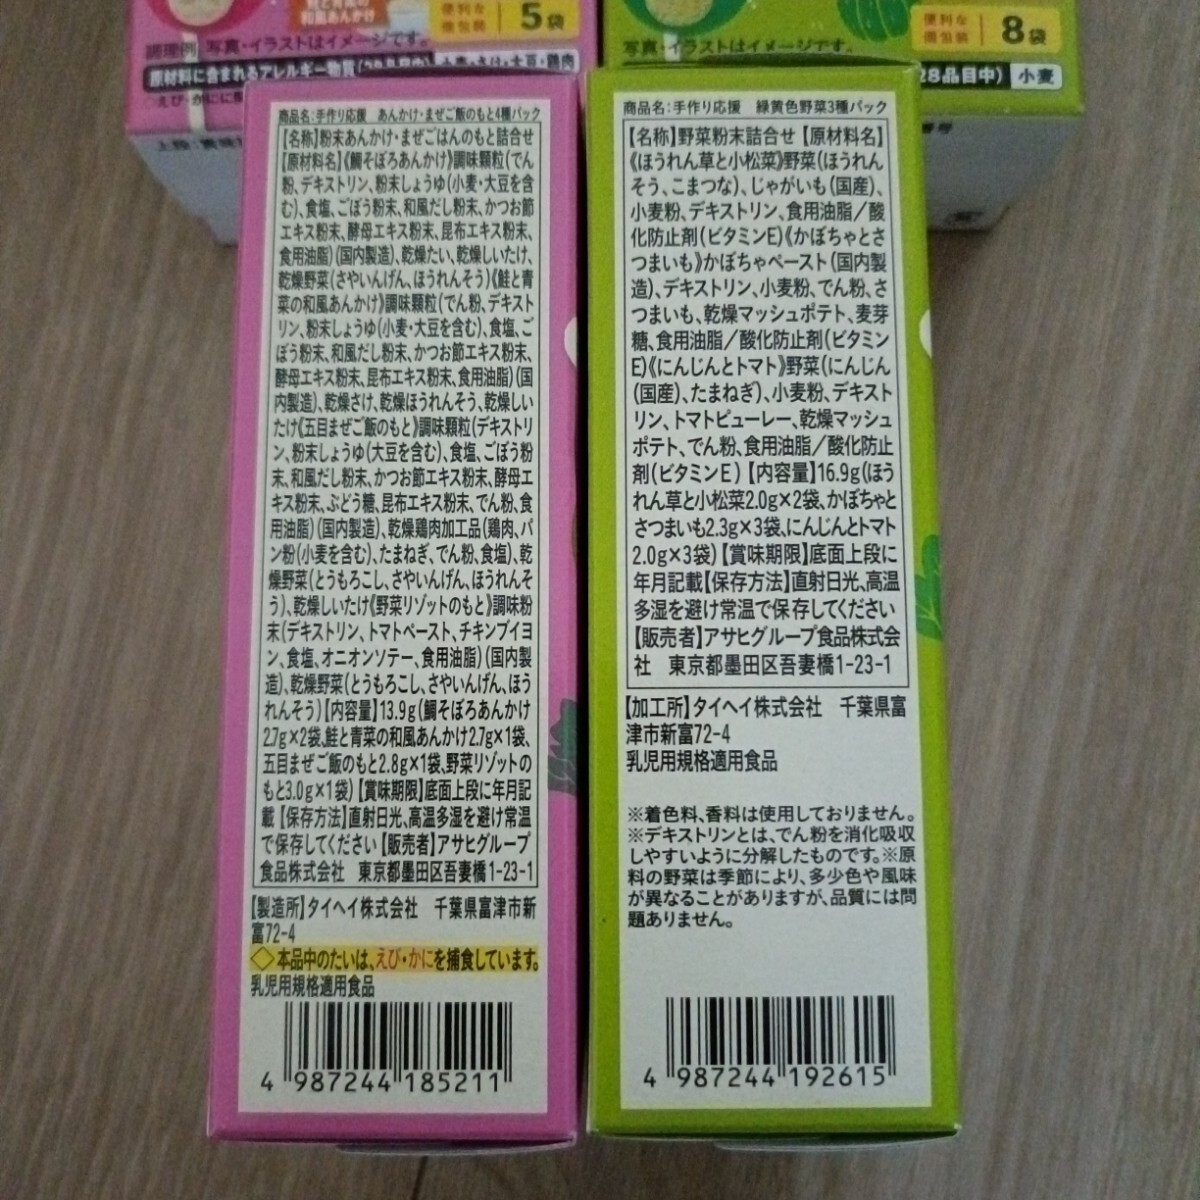 便利な
個包装
5袋
調理例 写真・イラストはイメージです。
原材料に含まれるアレルギー物質(28品目中)
小麦・さけ・大豆・鶏肉
便利な
個包装
8袋
写真・イラストはイメージです。
28品目中) 小麦
商品名:手作り応援 あんかけ・まぜご飯のもと4種パック
【名称】粉末あんかけ・まぜごはんのもと詰合せ
【原材料名】《鯛そぼろあんかけ》調味顆粒(でん
粉、デキストリン、粉末しょうゆ(小麦・大豆を含
む)、食塩、ごぼう粉末、和風だし粉末、かつお節
エキス粉末、酵母エキス粉末、昆布エキス粉末、
食用油脂)(国内製造)、乾燥たい、乾燥しいたけ、
乾燥野菜(さやいんげん、ほうれんそう)《鮭と青
菜の和風あんかけ》調味顆粒(でん粉、デキスト
リン、粉末しょうゆ(小麦・大豆を含む)、食塩、ご
ぼう粉末、和風だし粉末、かつお節エキス粉末、
酵母エキス粉末、昆布エキス粉末、食用油脂)(国
内製造)、乾燥さけ、乾燥ほうれんそう、乾燥しい
たけ《五目まぜご飯のもと》調味顆粒(デキストリ
ン、粉末しょうゆ(大豆を含む)、食塩、ごぼう粉
末、和風だし粉末、かつお節エキス粉末、酵母エ
キス粉末、ぶどう糖、昆布エキス粉末、でん粉、食
用油脂)(国内製造)、乾燥鶏肉加工品(鶏肉、パ
ン粉(小麦を含む)、たまねぎ、でん粉、食塩)、乾
燥野菜(とうもろこし、さやいんげん、ほうれんそ
う)、乾燥しいたけ《野菜リゾットのもと》調味粉
末(デキストリン、トマトペースト、チキンブイヨ
ン、食塩、オニオンソテー、食用油脂)(国内製
造)、乾燥野菜(とうもろこし、さやいんげん、ほう
れんそう)【内容量】13.9g(鯛そぼろあんかけ
2.7g×2袋、鮭と青菜の和風あんかけ2.7g×1袋、
五目まぜご飯のもと2.8g×1袋、野菜リゾットの
もと3.0g×1袋)【賞味期限】底面上段に年月記
載【保存方法】直射日光、高温多湿を避け常温
で保存してください【販売者】アサヒグループ
食品株式会社 東京都墨田区吾妻橋1-23-1
【製造所】タイヘイ株式会社 千葉県富津市新
富72-4
◇本品中のたいは、えび・かにを捕食しています。
乳児用規格適用食品
4 987244 185211
商品名:手作り応援 緑黄色野菜3種パック
【名称】野菜粉末詰合せ【原材料名】
《ほうれん草と小松菜》野菜(ほうれん
そう、こまつな)、じゃがいも(国産)、
小麦粉、デキストリン、食用油脂/酸
化防止剤(ビタミンE)《かぼちゃとさ
つまいも》かぼちゃペースト(国内製
造)、デキストリン、小麦粉、でん粉、さ
つまいも、乾燥マッシュポテト、麦芽
糖、食用油脂/酸化防止剤(ビタミン
E)《にんじんとトマト》野菜(にんじん
(国産)、たまねぎ)、小麦粉、デキスト
リン、トマトピューレー、乾燥マッシュ
ポテト、でん粉、食用油脂/酸化防止
剤(ビタミンE)【内容量】16.9g(ほう
れん草と小松菜2.0g×2袋、かぼちゃと
さつまいも2.3g×3袋、にんじんとトマト
2.0g×3袋)【賞味期限】底面上段に
年月記載【保存方法】直射日光、高温
多湿を避け常温で保存してください
【販売者】アサヒグループ食品株式会
社 東京都墨田区吾妻橋1-23-1
【加工所】タイヘイ株式会社 千葉県富
津市新富72-4
乳児用規格適用食品
※着色料、香料は使用しておりません。
※デキストリンとは、でん粉を消化吸収
しやすいように分解したものです。※原
料の野菜は季節により、多少色や風味
が異なることがありますが、品質には問
題ありません。
4 987244 192615